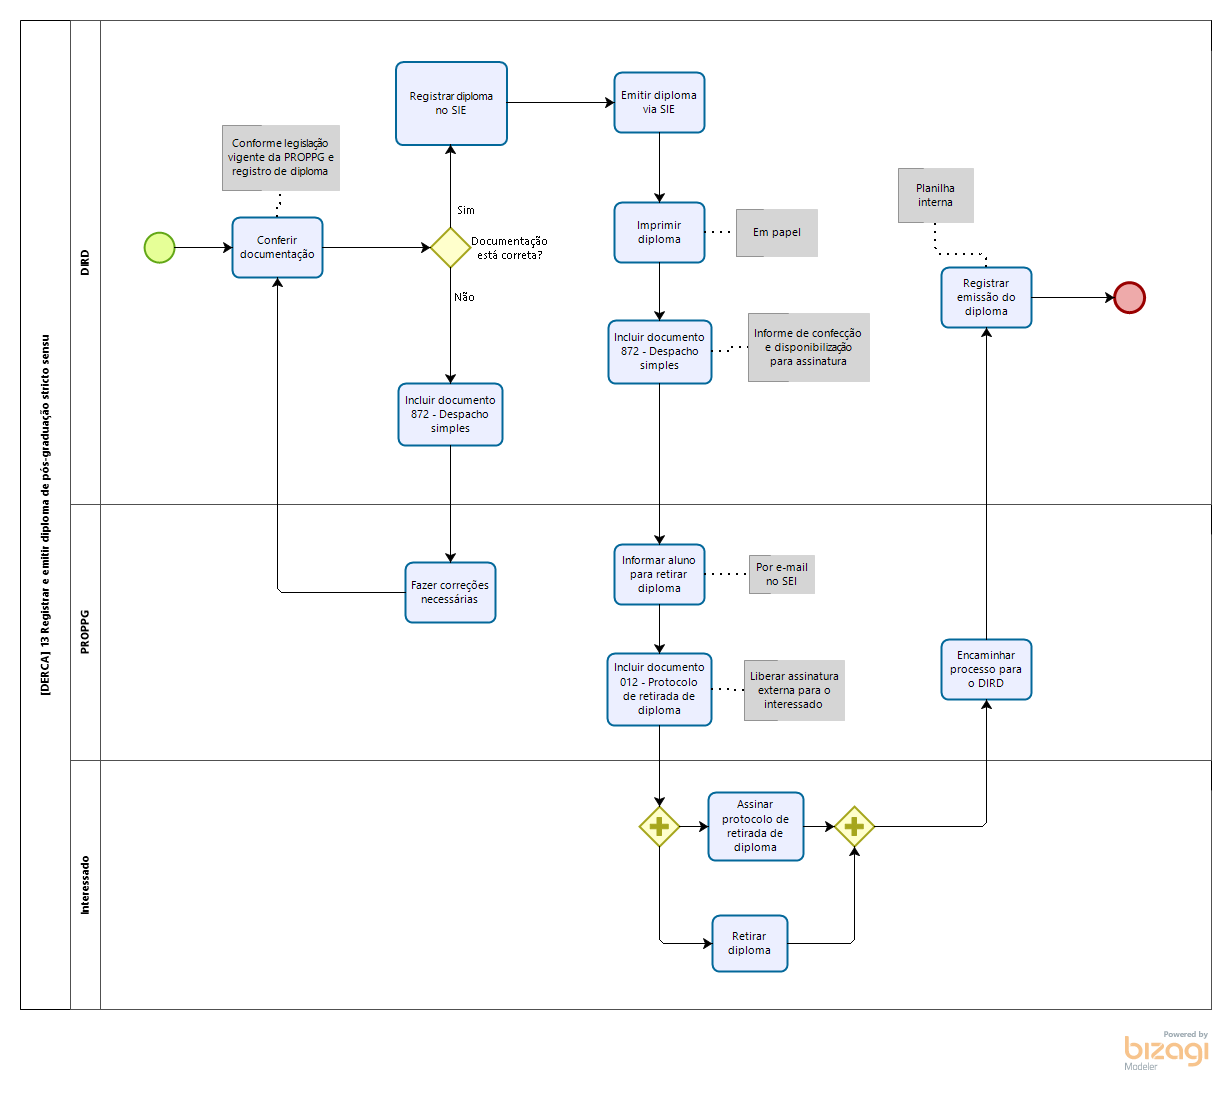 [DERCA] 13 Registrar e emitir diploma de pós-graduação stricto sensu
DIRD
Conforme legislação
vigente da PROPPG e
registro de diploma
Conferir
documentação
Documentação
está correta?
Sim
Não
Registrar diploma
no SIE
Emitir diploma
via SIE
Imprimir
diploma
Em papel
Incluir documento
872 - Despacho
simples
Informe de confecção
e disponibilização
para assinatura
Incluir documento
872 - Despacho
simples
Planilha
interna
Registrar
emissão do
diploma
PROPPG
Fazer correções
necessárias
Informar aluno
para retirar
diploma
Por e-mail
no SEI
Incluir documento
012 - Protocolo
de retirada de
diploma
Liberar assinatura
externa para o
interessado
Encaminhar
processo para
o DIRD
Interessado
Assinar
protocolo de
retirada de
diploma
Retirar
diploma
Powered by
bizagi
Modeler